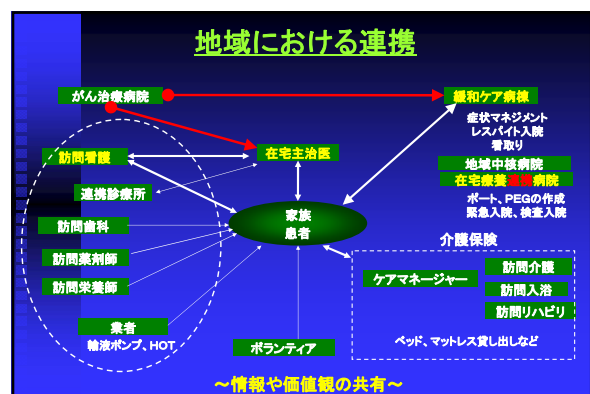 地域における連携
がん治療病院
緩和ケア病棟
症状マネジメント
レスパイト入院
看取り
訪問看護
在宅主治医
地域中核病院
連携診療所
在宅療養連携病院
ポート、PEGの作成
緊急入院、検査入院
家族
患者
訪問歯科
介護保険
訪問薬剤師
ケアマネージャー
訪問介護
訪問栄養師
訪問入浴
訪問リハビリ
業者
輸液ポンプ、HOT
ボランティア
ベッド、マットレス貸し出しなど
～情報や価値観の共有～